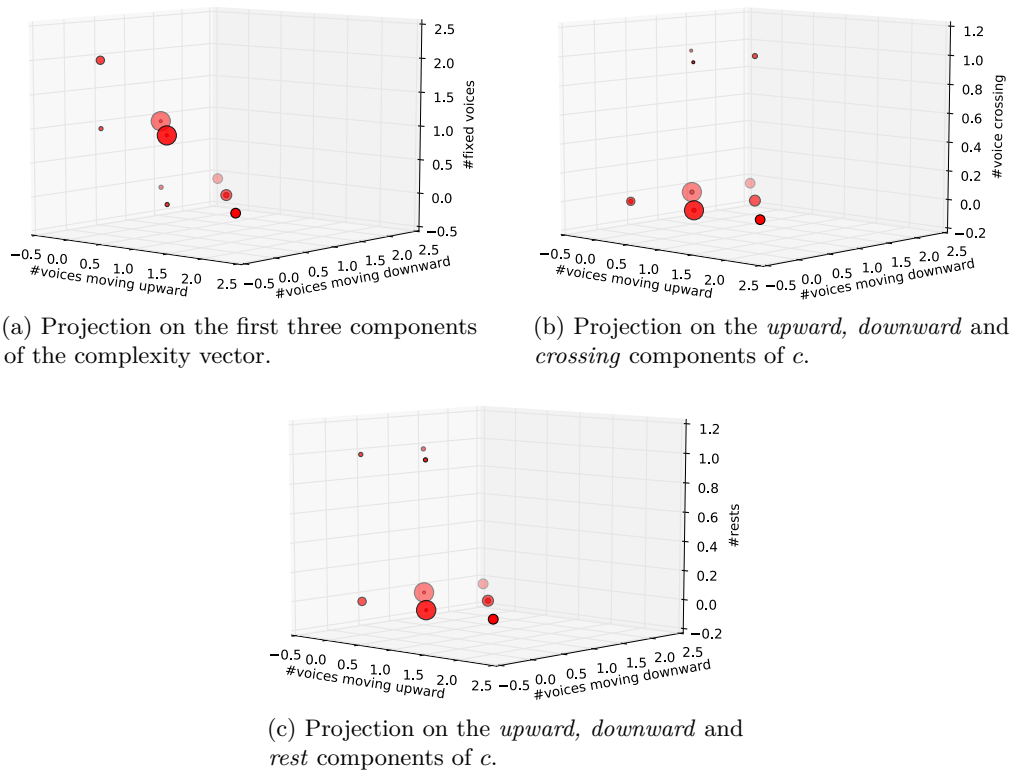 2.5
2.0
1.5
1.0
0.5
0.0
−0.5
#fixed voices
−0.5 0.0 0.5 1.0 1.5 2.0 2.5
#voices moving upward
−0.5 0.0 0.5 1.0 1.5 2.0 2.5
#voices moving downward
1.2
1.0
0.8
0.6
0.4
0.2
0.0
−0.2
#voice crossing
−0.5 0.0 0.5 1.0 1.5 2.0 2.5
#voices moving upward
−0.5 0.0 0.5 1.0 1.5 2.0 2.5
#voices moving downward
(a) Projection on the first three components
of the complexity vector.
(b) Projection on the upward, downward and
crossing components of c.
1.2
1.0
0.8
0.6
0.4
0.2
0.0
−0.2
#rests
−0.5 0.0 0.5 1.0 1.5 2.0 2.5
#voices moving upward
−0.5 0.0 0.5 1.0 1.5 2.0 2.5
#voices moving downward
(c) Projection on the upward, downward and
rest components of c.